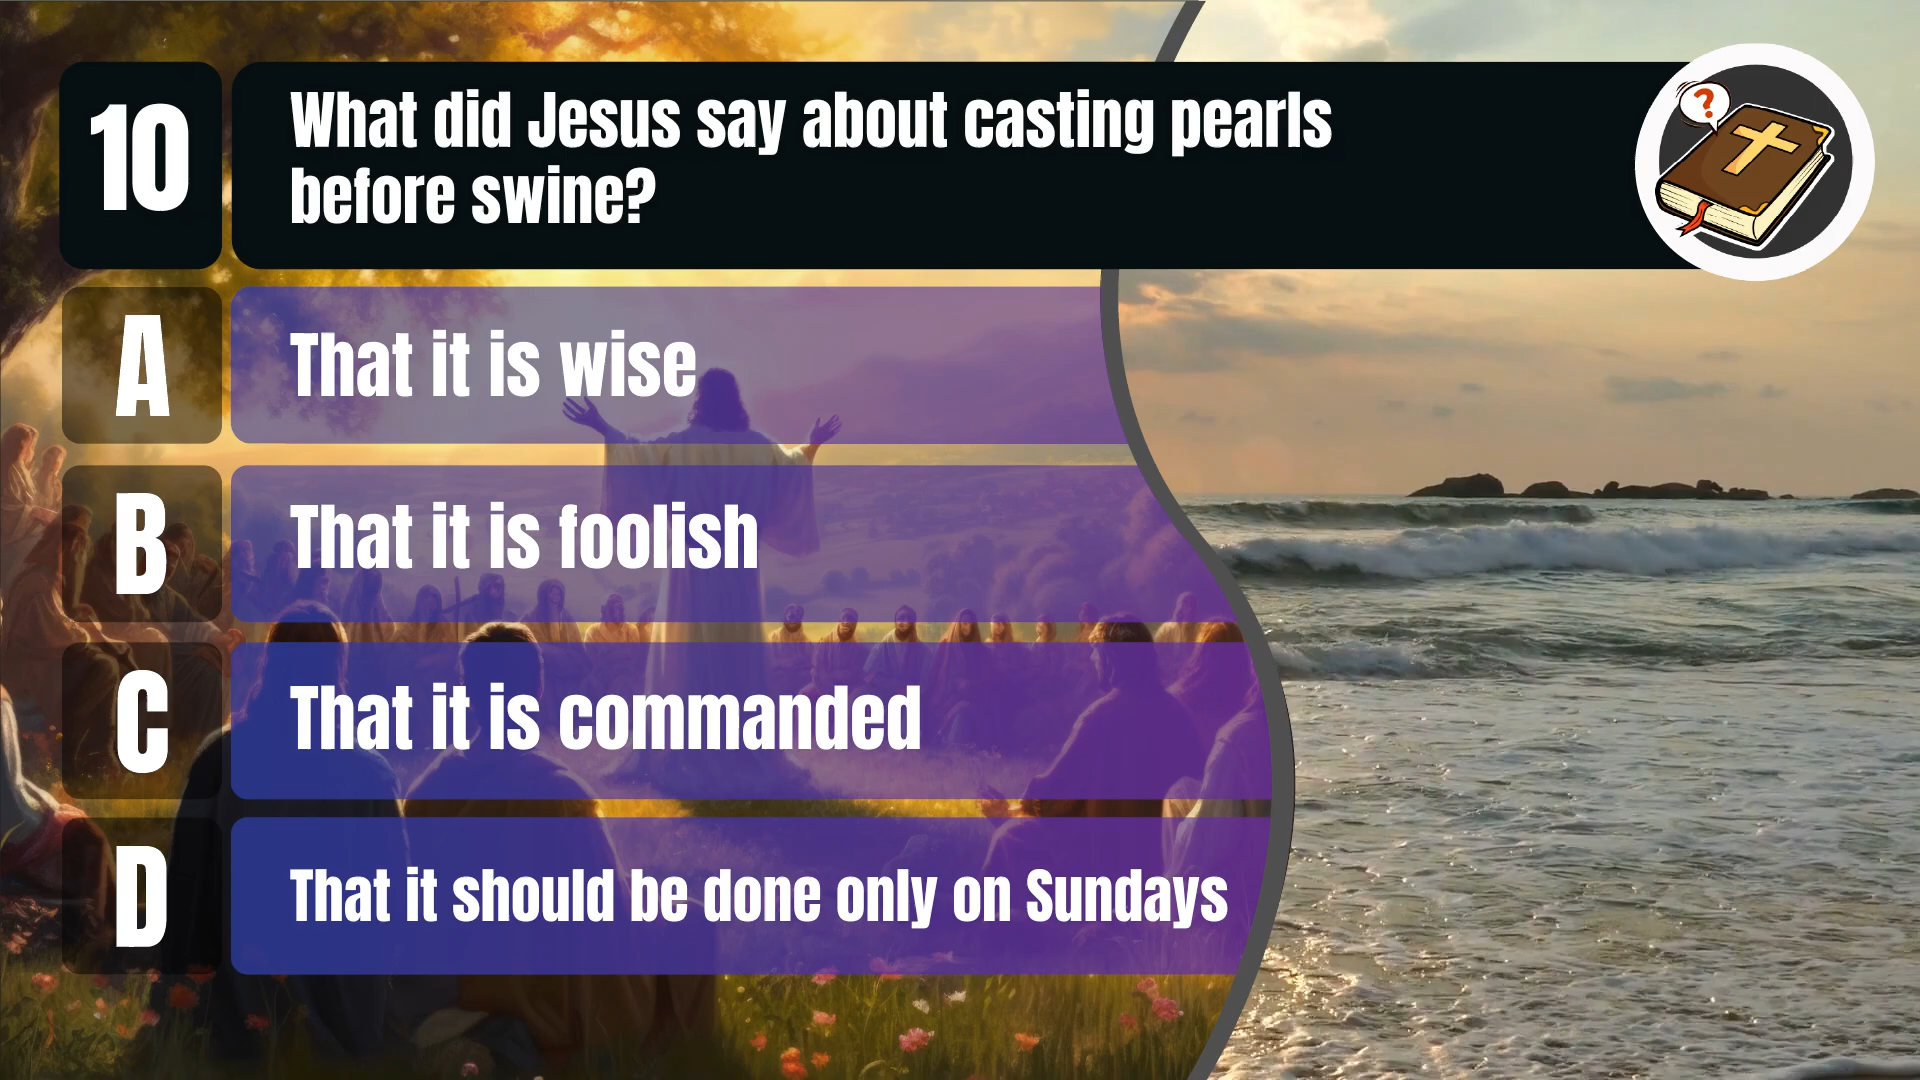 10
What did Jesus say about casting pearls
before swine?
A
That it is wise
B
That it is foolish
C
That it is commanded
D
That it should be done only on Sundays
?